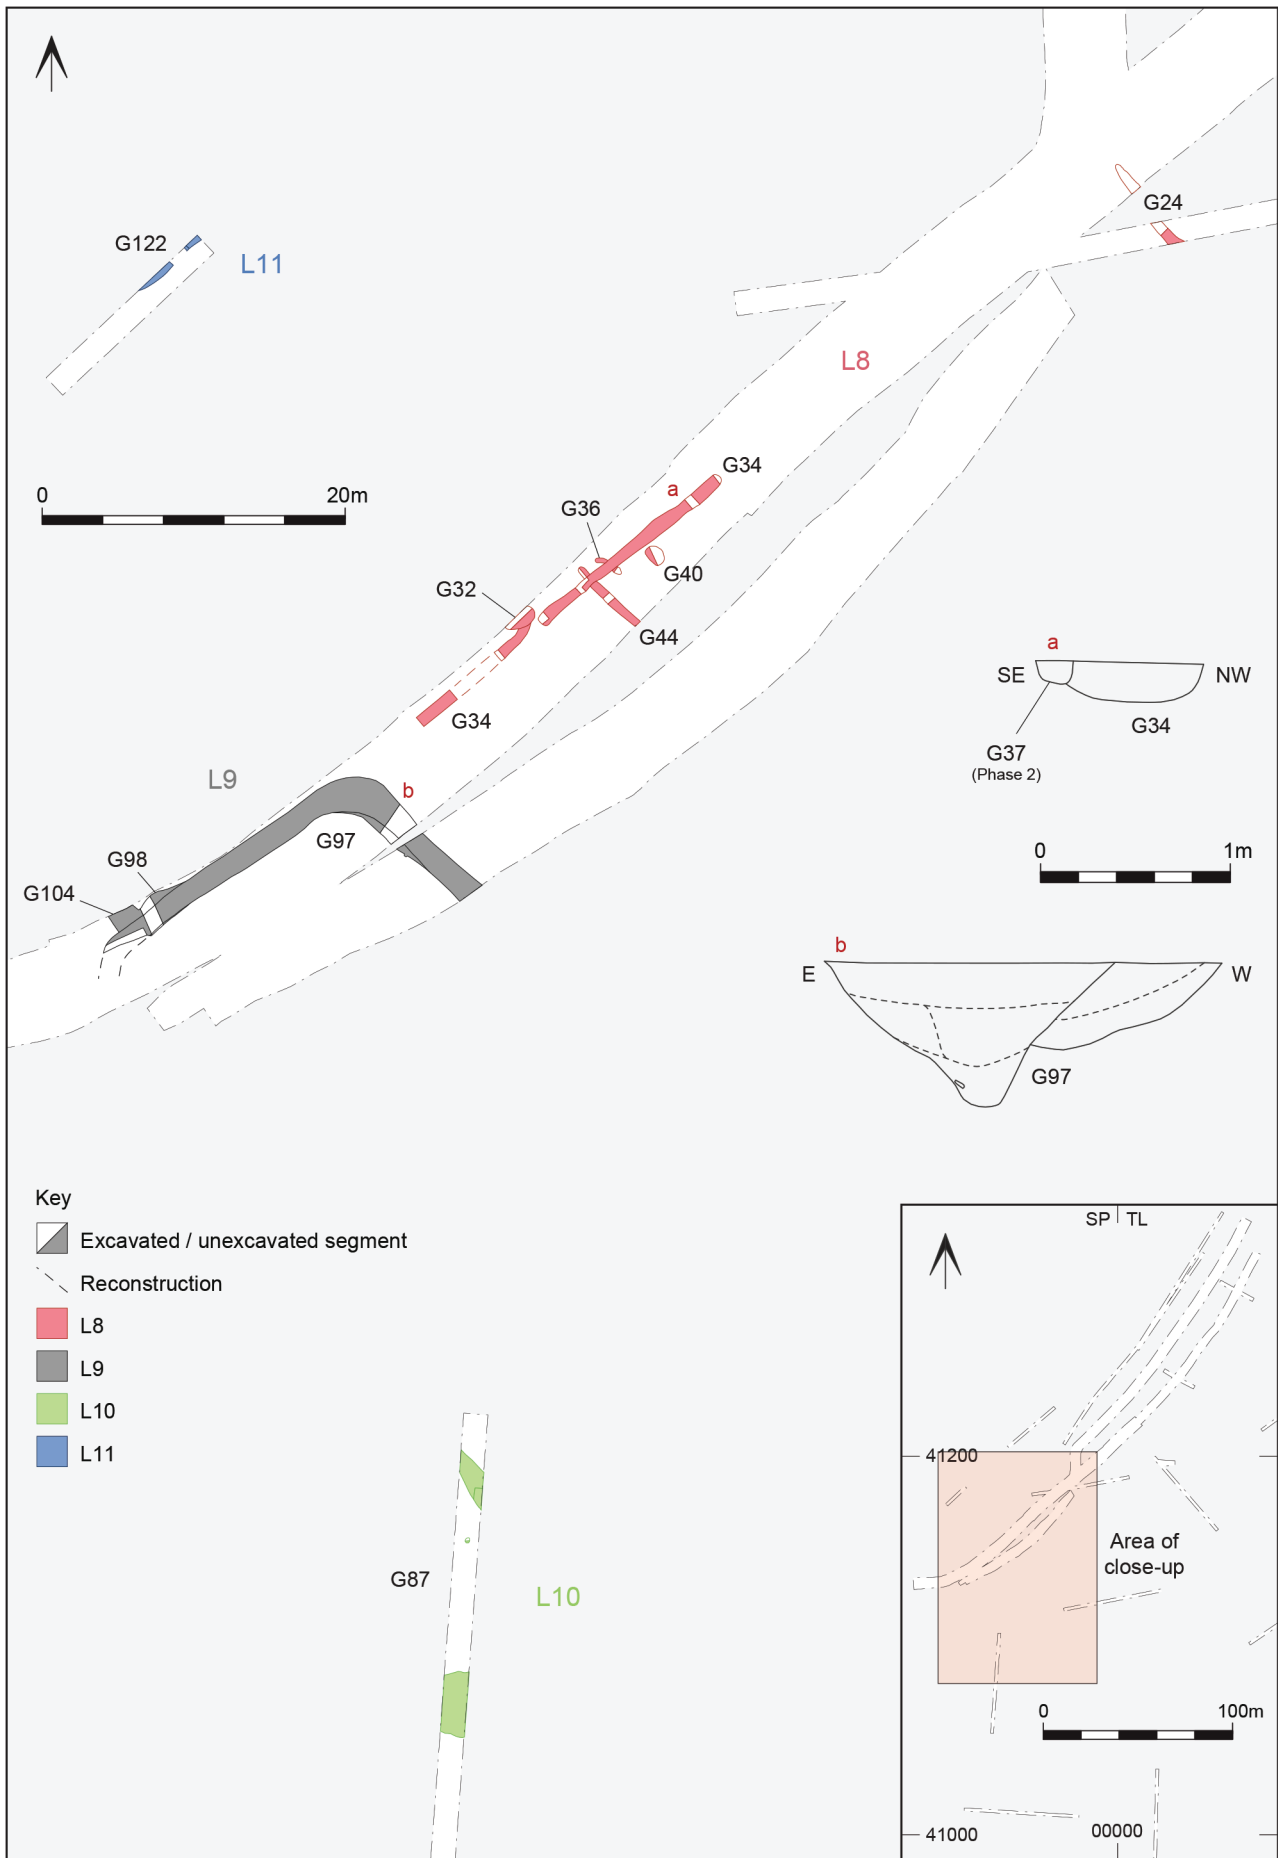 G24
G122
L11
L8
0 20m
G34
a
G36
G40
G32
G44
G34
a
SE NW
G34
G37
(Phase 2)
L9
b
G97
G98
G104
0 1m
b
E W
G97
Key
Excavated / unexcavated segment
Reconstruction
L8
L9
L10
L11
G87
L10
SP TL
41200
Area of
close-up
0 100m
41000
00000